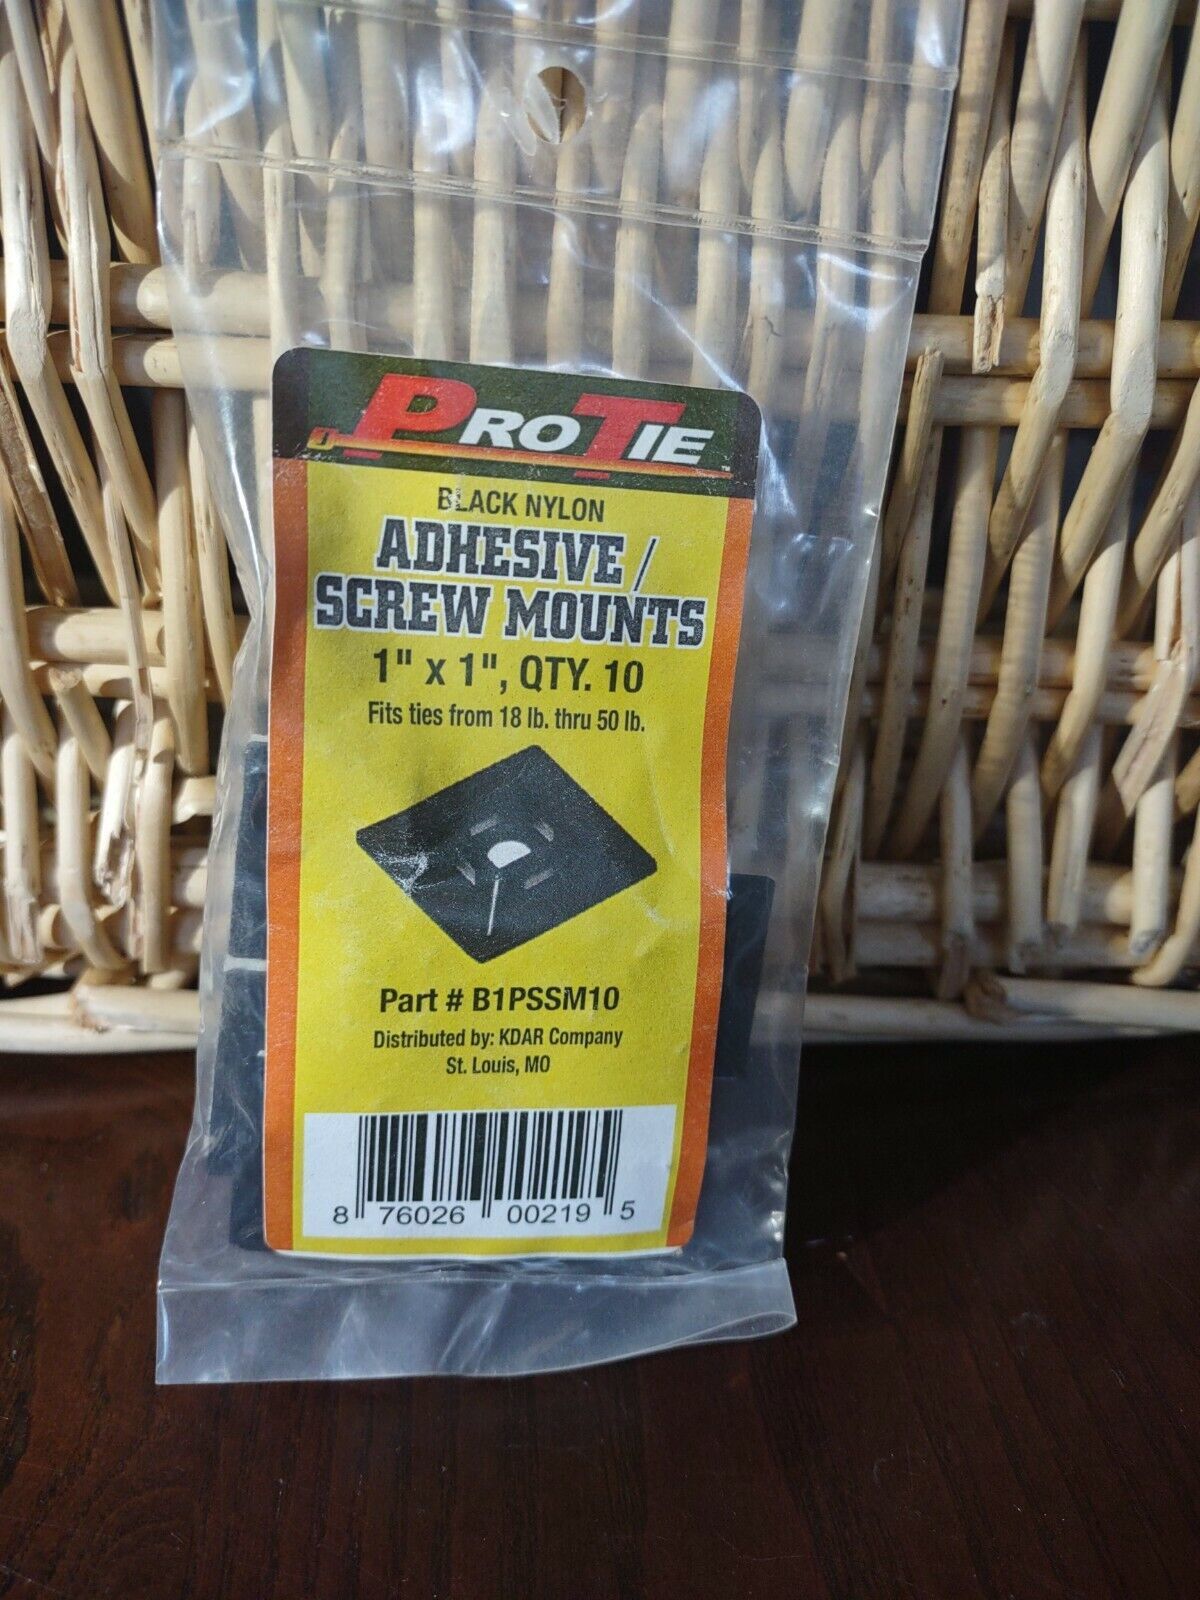 PROTIE™
BLACK NYLON
ADHESIVE /
SCREW MOUNTS
1" x 1", QTY. 10
Fits ties from 18 lb. thru 50 lb.
Part # B1PSSM10
Distributed by: KDAR Company
St. Louis, MO
8 76026 00219 5